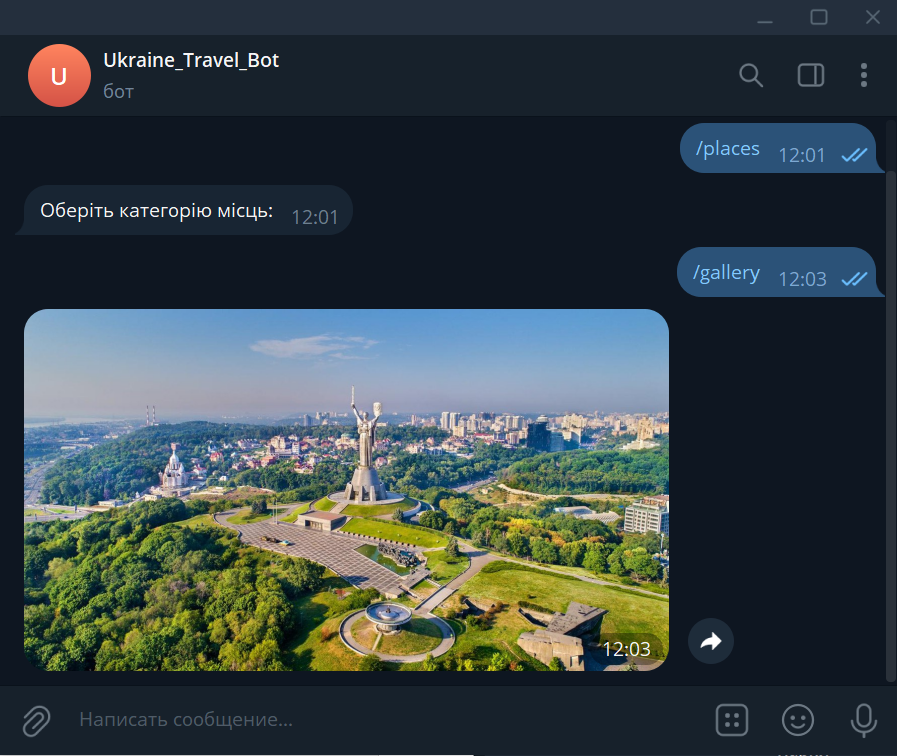 U
Ukraine_Travel_Bot
бот
/places 12:01
Оберіть категорію місць: 12:01
/gallery 12:03
12:03
Написать сообщение...